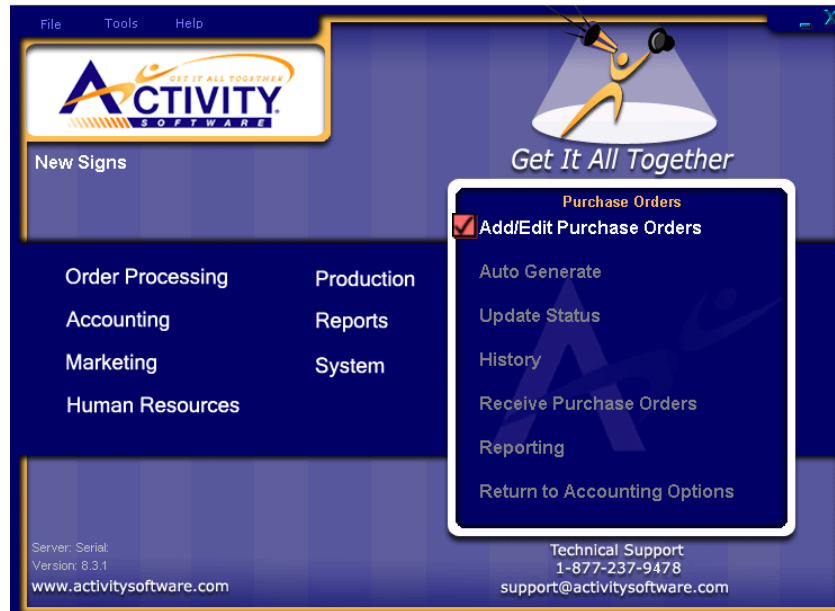 File Tools Help
GET IT ALL TOGETHER
ACTIVITY
SOFTWARE
New Signs
Get It All Together
Order Processing
Accounting
Marketing
Human Resources
Production
Reports
System
Purchase Orders
Add/Edit Purchase Orders
Auto Generate
Update Status
History
Receive Purchase Orders
Reporting
Return to Accounting Options
Server: Serial:
Version: 8.3.1
www.activitysoftware.com
Technical Support
1-877-237-9478
support@activitysoftware.com